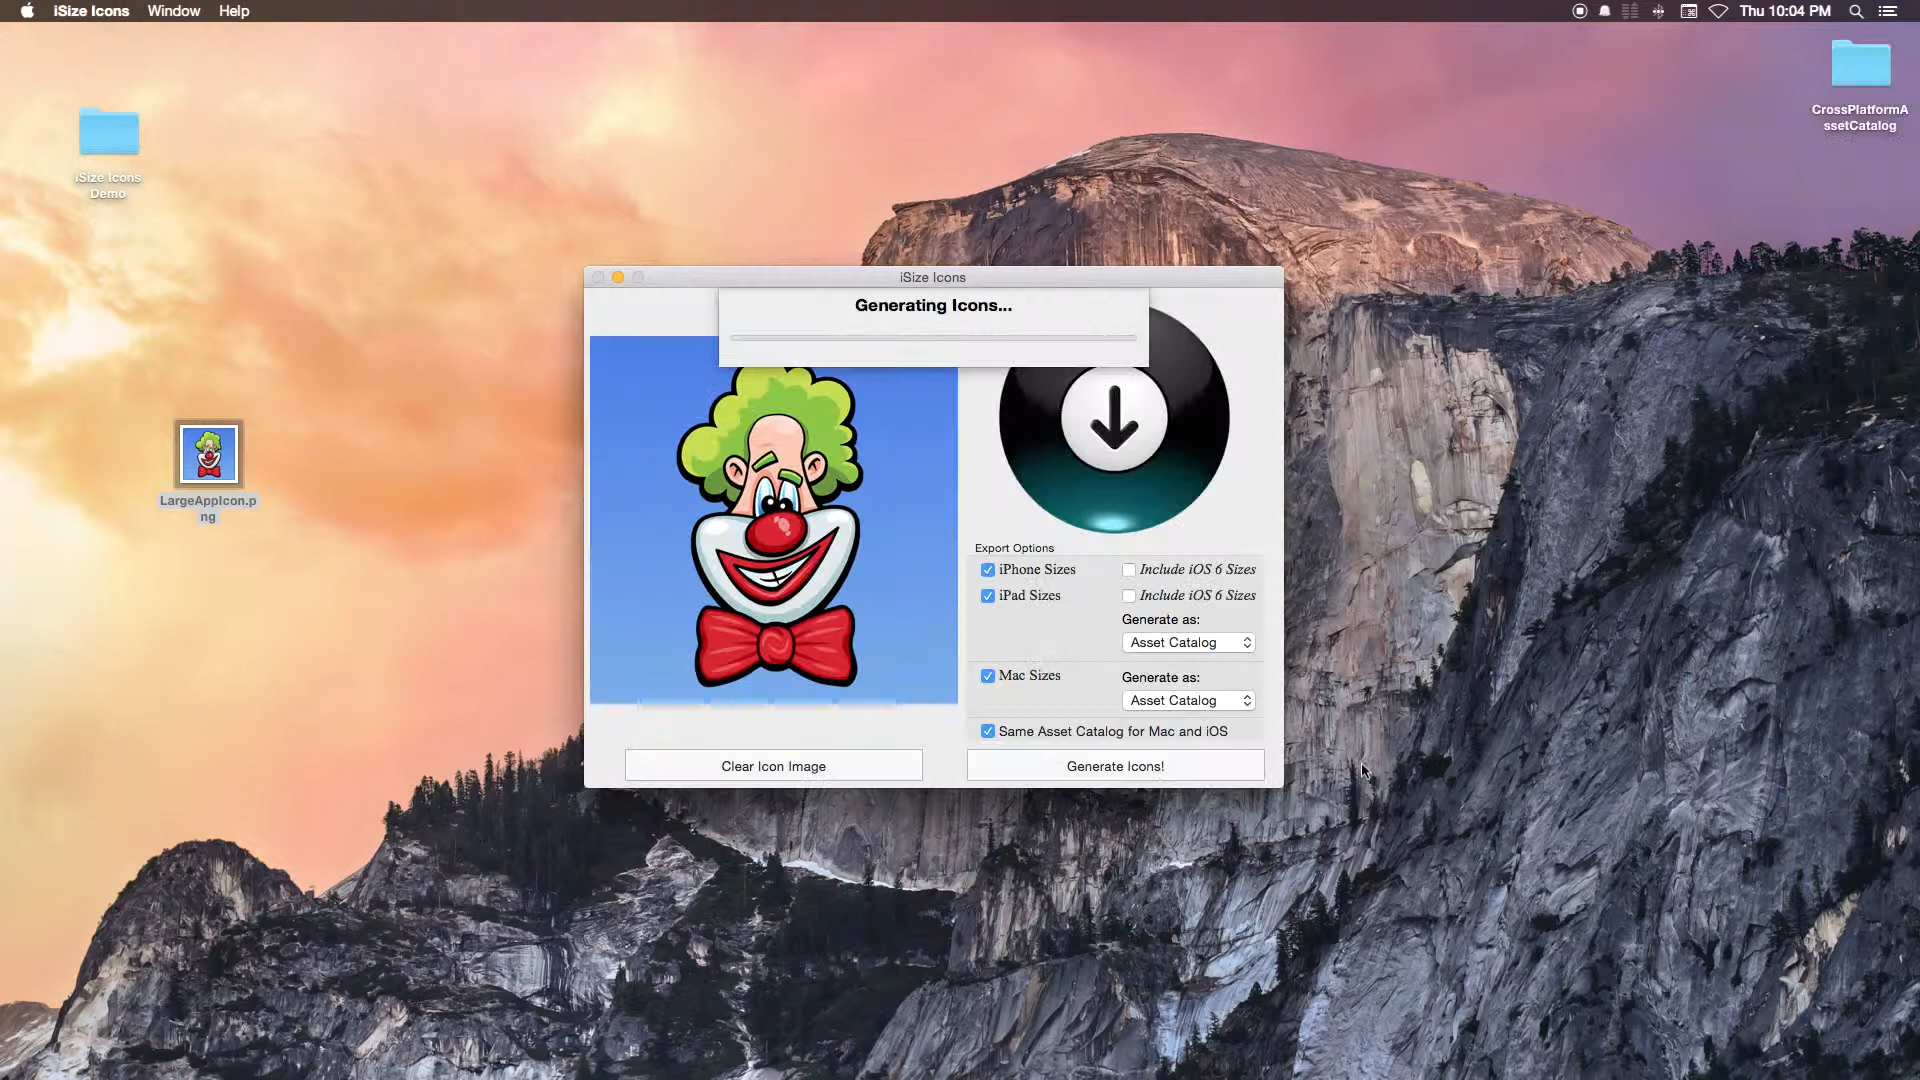 iSize Icons Window Help
Thu 10:04 PM
CrossPlatformA
ssetCatalog
iSize Icons
Demo
LargeAppIcon.p
ng
iSize Icons
Generating Icons...
Export Options
iPhone Sizes
Include iOS 6 Sizes
iPad Sizes
Include iOS 6 Sizes
Generate as:
Asset Catalog
Mac Sizes
Generate as:
Asset Catalog
Same Asset Catalog for Mac and iOS
Clear Icon Image
Generate Icons!